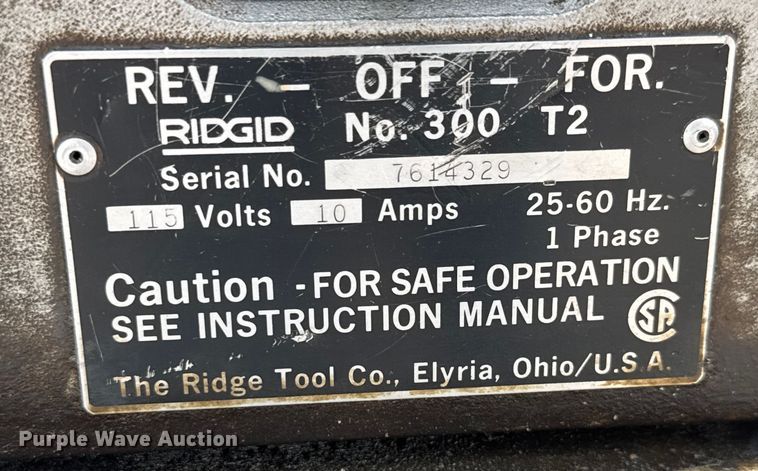 REV. - OFF - FOR.
RIDGID No. 300 T2
Serial No. 7614329
115 Volts 10 Amps 25-60 Hz.
1 Phase
Caution - FOR SAFE OPERATION
SEE INSTRUCTION MANUAL SA
The Ridge Tool Co., Elyria, Ohio/U.S.A.
Purple Wave Auction